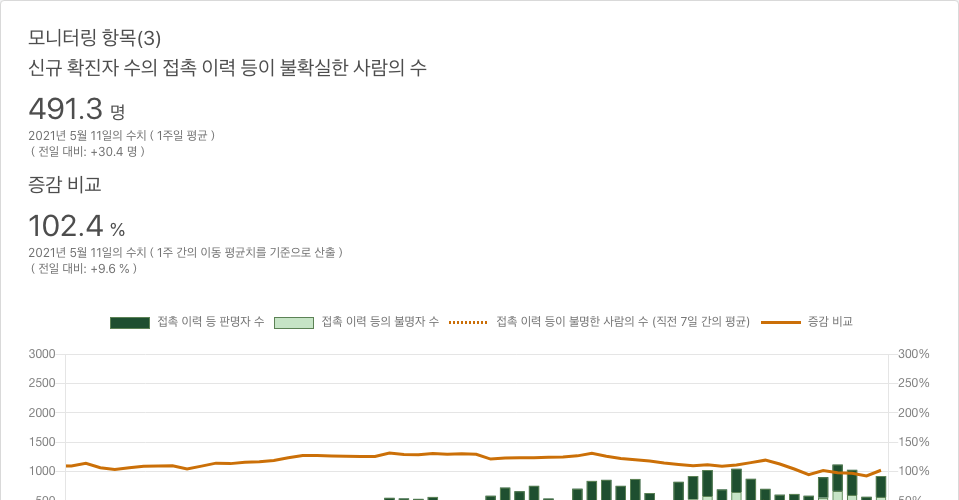 모니터링 항목(3)
신규 확진자 수의 접촉 이력 등이 불확실한 사람의 수
491.3 명
2021년 5월 11일의 수치 ( 1주일 평균 )
( 전일 대비: +30.4 명 )
증감 비교
102.4 %
2021년 5월 11일의 수치 ( 1주 간의 이동 평균치를 기준으로 산출 )
( 전일 대비: +9.6 % )
접촉 이력 등 판명자 수 접촉 이력 등의 불명자 수 접촉 이력 등이 불명한 사람의 수 (직전 7일 간의 평균) 증감 비교
3000 300%
2500 250%
2000 200%
1500 150%
1000 100%
500 50%